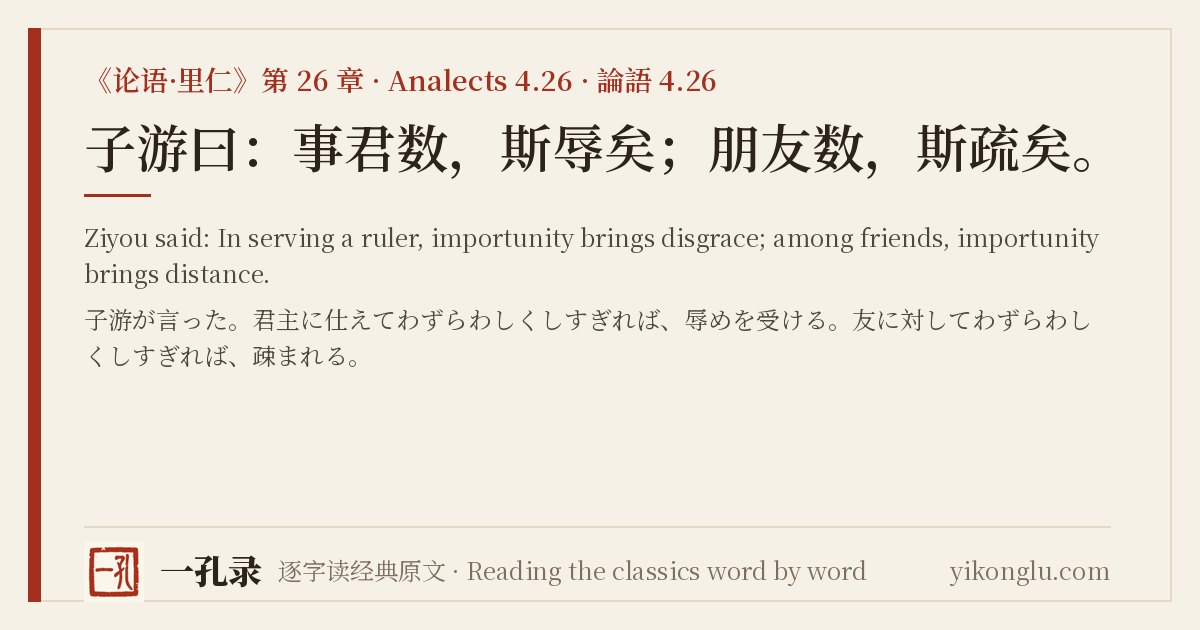 《论语·里仁》第 26 章 · Analects 4.26 · 論語 4.26
子游曰：事君数，斯辱矣；朋友数，斯疏矣。
Ziyou said: In serving a ruler, importunity brings disgrace; among friends, importunity
brings distance.
子游が言った。君主に仕えてわずらわしくしすぎれば、辱めを受ける。友に対してわずらわし
くしすぎれば、疎まれる。
一孔
一孔录 逐字读经典原文 · Reading the classics word by word yikonglu.com